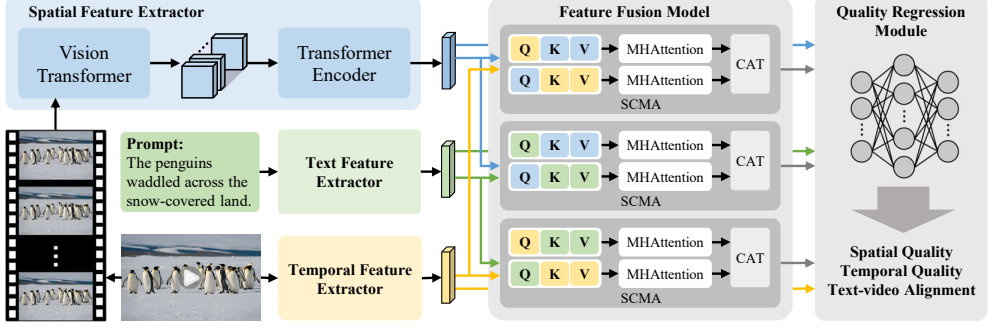 Spatial Feature Extractor
Vision
Transformer
Transformer
Encoder
Prompt:
The penguins
waddled across the
snow-covered land.
Text Feature
Extractor
Temporal Feature
Extractor
Feature Fusion Model
Q K V MHAttention
Q K V MHAttention
CAT
SCMA
Q K V MHAttention
Q K V MHAttention
CAT
SCMA
Q K V MHAttention
Q K V MHAttention
CAT
SCMA
Quality Regression
Module
Spatial Quality
Temporal Quality
Text-video Alignment